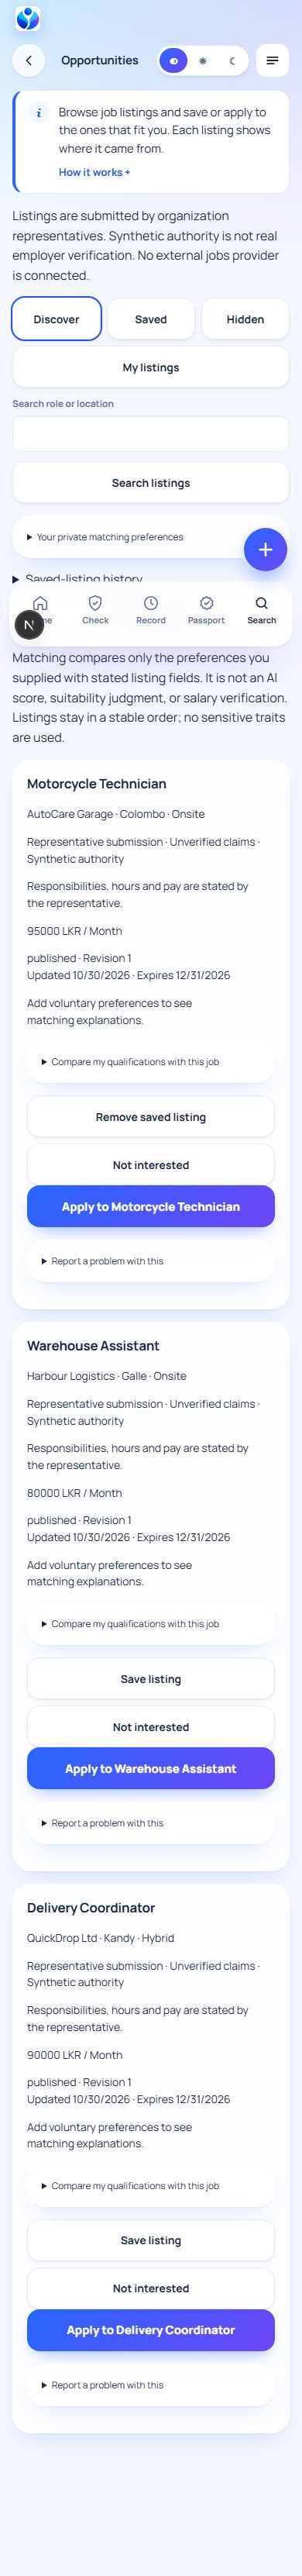 Opportunities
i
Browse job listings and save or apply to
the ones that fit you. Each listing shows
where it came from.
How it works +
Listings are submitted by organization
representatives. Synthetic authority is not real
employer verification. No external jobs provider
is connected.
Discover
Saved
Hidden
My listings
Search role or location
Search listings
Your private matching preferences
Saved-listing history
N
Check
Record
Passport
Search
Matching compares only the preferences you
supplied with stated listing fields. It is not an AI
score, suitability judgment, or salary verification.
Listings stay in a stable order; no sensitive traits
are used.
Motorcycle Technician
AutoCare Garage · Colombo · Onsite
Representative submission · Unverified claims ·
Synthetic authority
Responsibilities, hours and pay are stated by
the representative.
95000 LKR / Month
published · Revision 1
Updated 10/30/2026 · Expires 12/31/2026
Add voluntary preferences to see
matching explanations.
Compare my qualifications with this job
Remove saved listing
Not interested
Apply to Motorcycle Technician
Report a problem with this
Warehouse Assistant
Harbour Logistics · Galle · Onsite
Representative submission · Unverified claims ·
Synthetic authority
Responsibilities, hours and pay are stated by
the representative.
80000 LKR / Month
published · Revision 1
Updated 10/30/2026 · Expires 12/31/2026
Add voluntary preferences to see
matching explanations.
Compare my qualifications with this job
Save listing
Not interested
Apply to Warehouse Assistant
Report a problem with this
Delivery Coordinator
QuickDrop Ltd · Kandy · Hybrid
Representative submission · Unverified claims ·
Synthetic authority
Responsibilities, hours and pay are stated by
the representative.
90000 LKR / Month
published · Revision 1
Updated 10/30/2026 · Expires 12/31/2026
Add voluntary preferences to see
matching explanations.
Compare my qualifications with this job
Save listing
Not interested
Apply to Delivery Coordinator
Report a problem with this